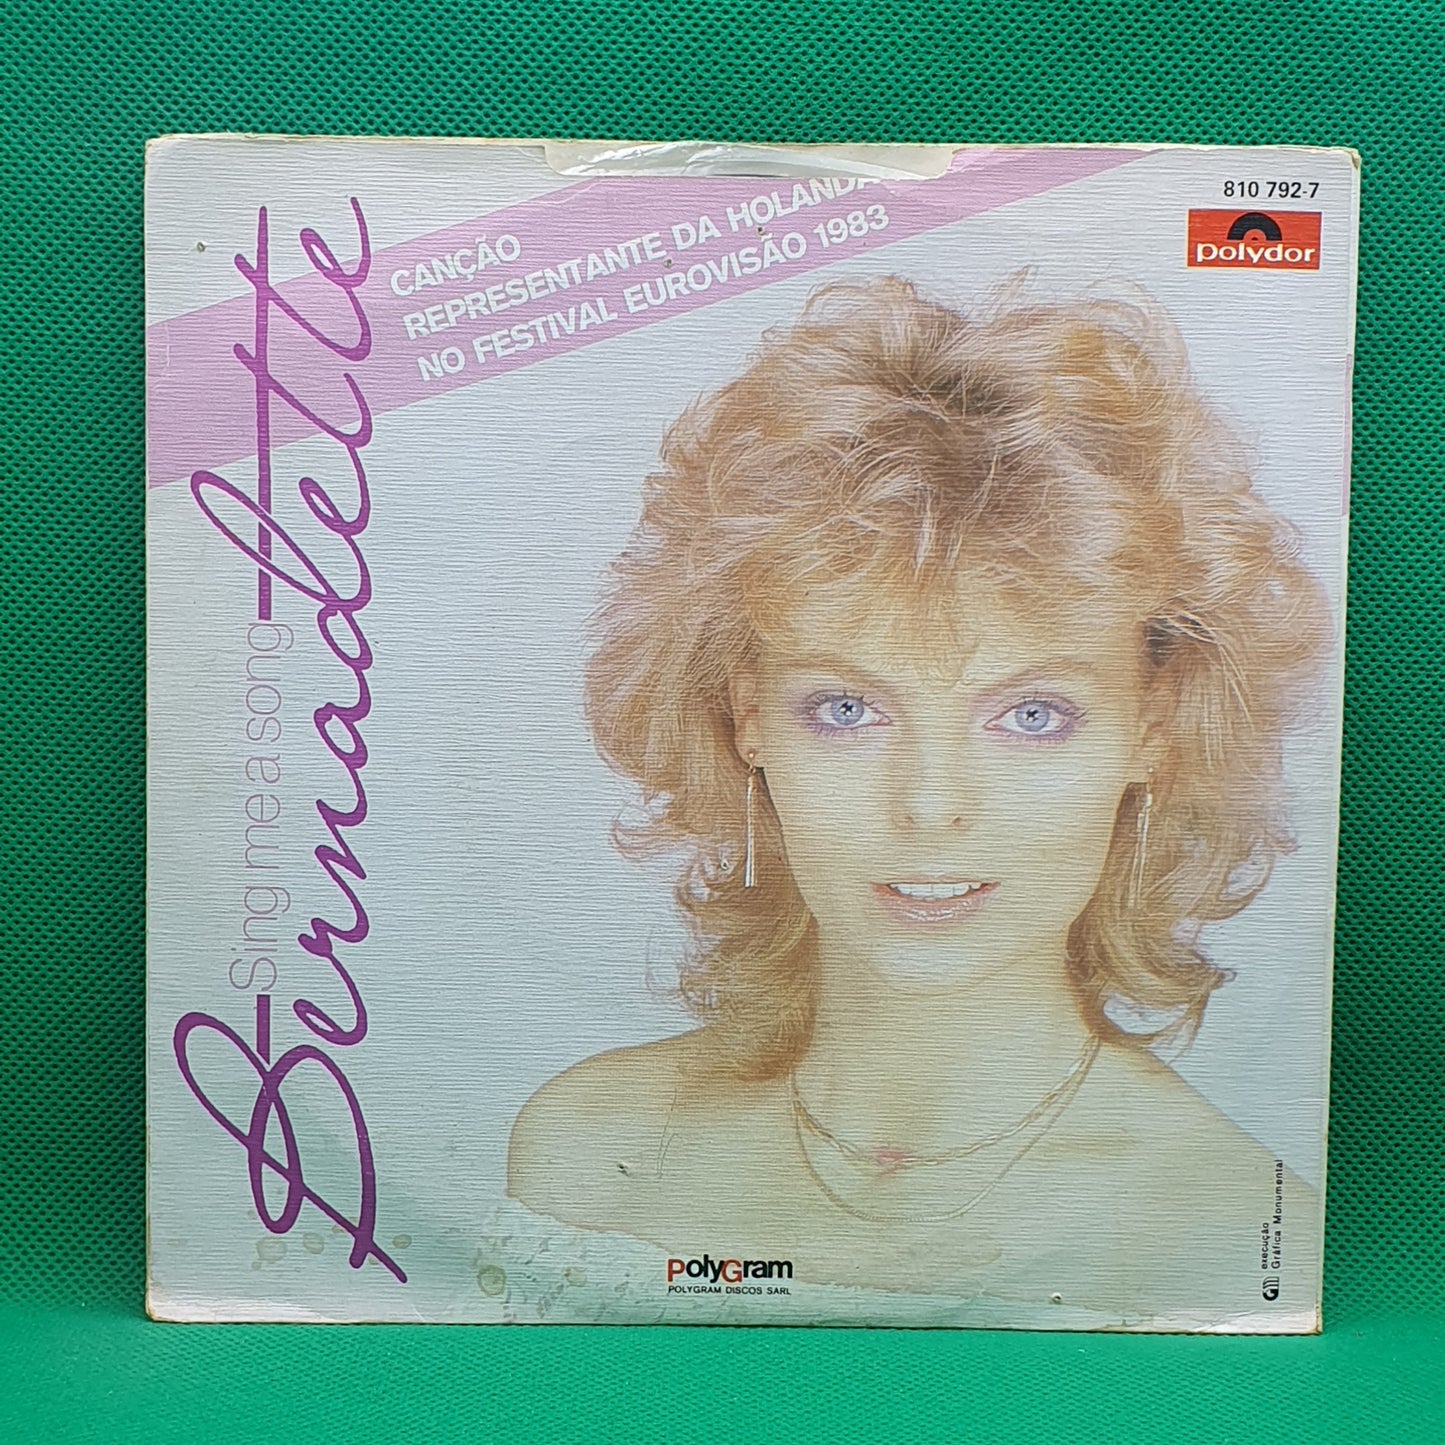 CANÇÃO
REPRESENTANTE DA HOLANDA
NO FESTIVAL EUROVISÃO 1983
810 792-7
polydor
Sing me a song
Bernadette
PolyGram
POLYGRAM DISCOS SARL
execução
Gráfica Monumental
GM